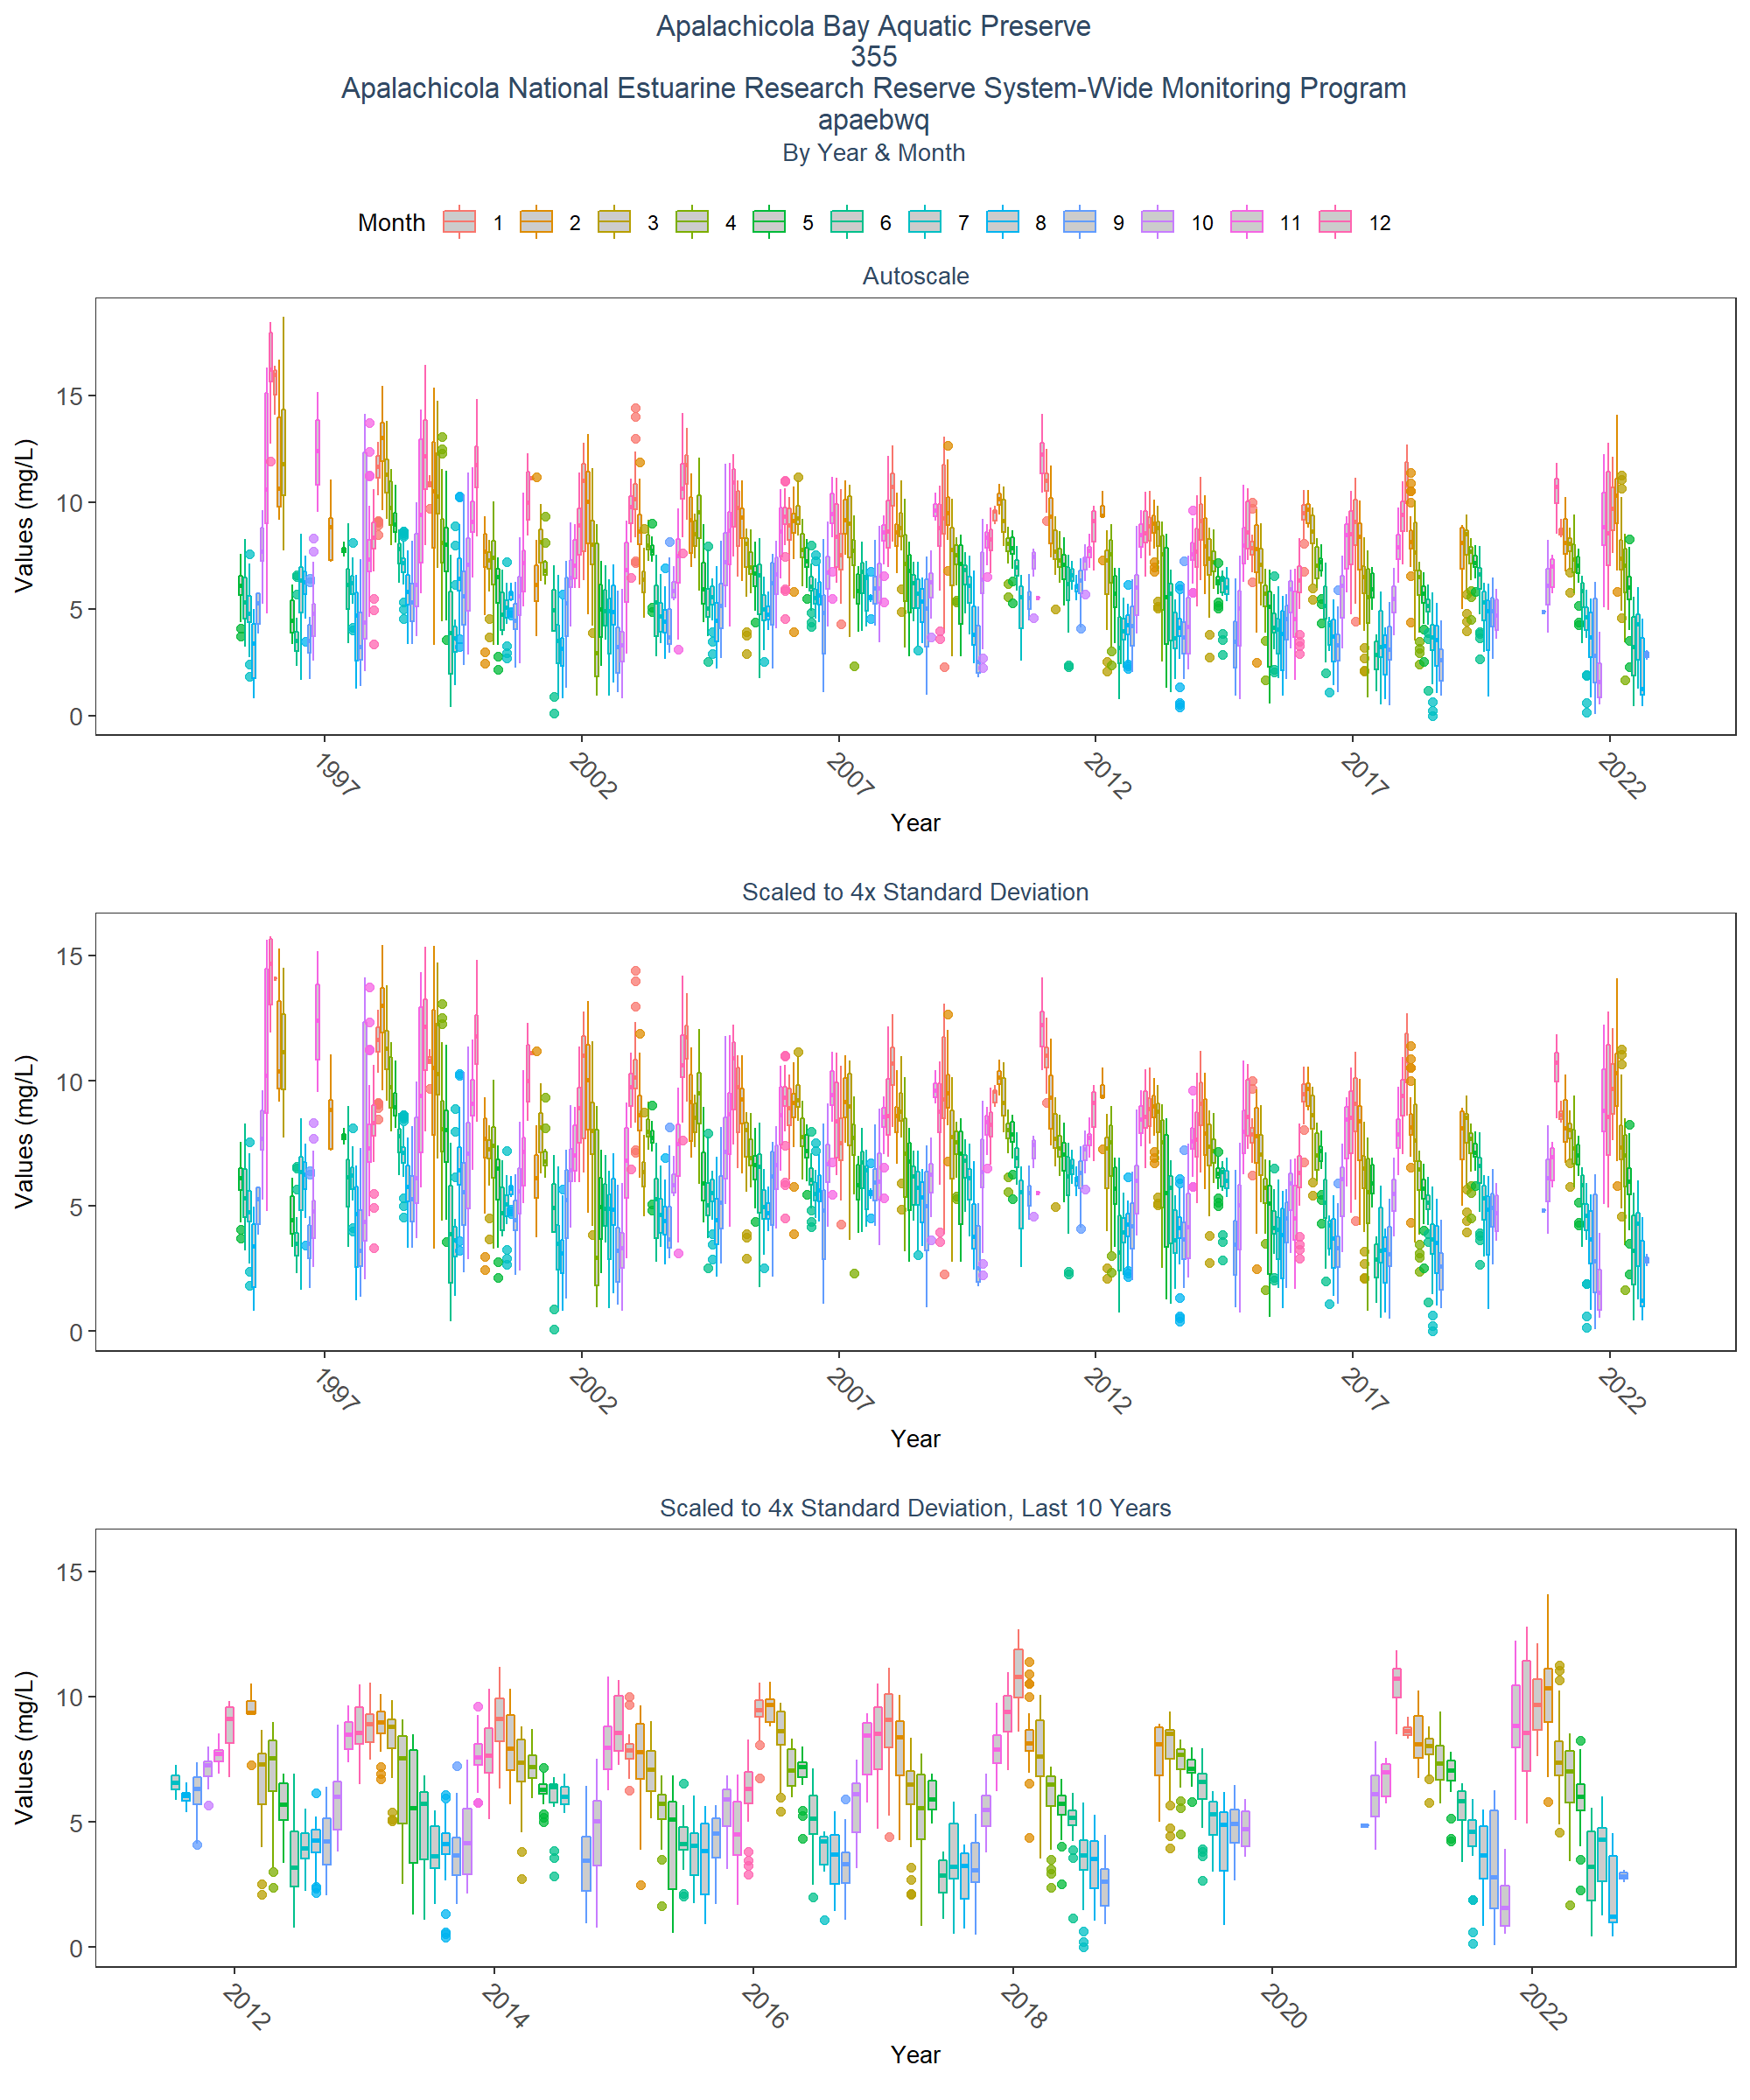 Apalachicola Bay Aquatic Preserve
355
Apalachicola National Estuarine Research Reserve System-Wide Monitoring Program
apaebwq
By Year & Month
Month 1 2 3 4 5 6 7 8 9 10 11 12
Autoscale
Values (mg/L)
15
10
5
0
1997 2002 2007 2012 2017 2022
Year
Scaled to 4x Standard Deviation
Values (mg/L)
15
10
5
0
1997 2002 2007 2012 2017 2022
Year
Scaled to 4x Standard Deviation, Last 10 Years
Values (mg/L)
15
10
5
0
2012 2014 2016 2018 2020 2022
Year